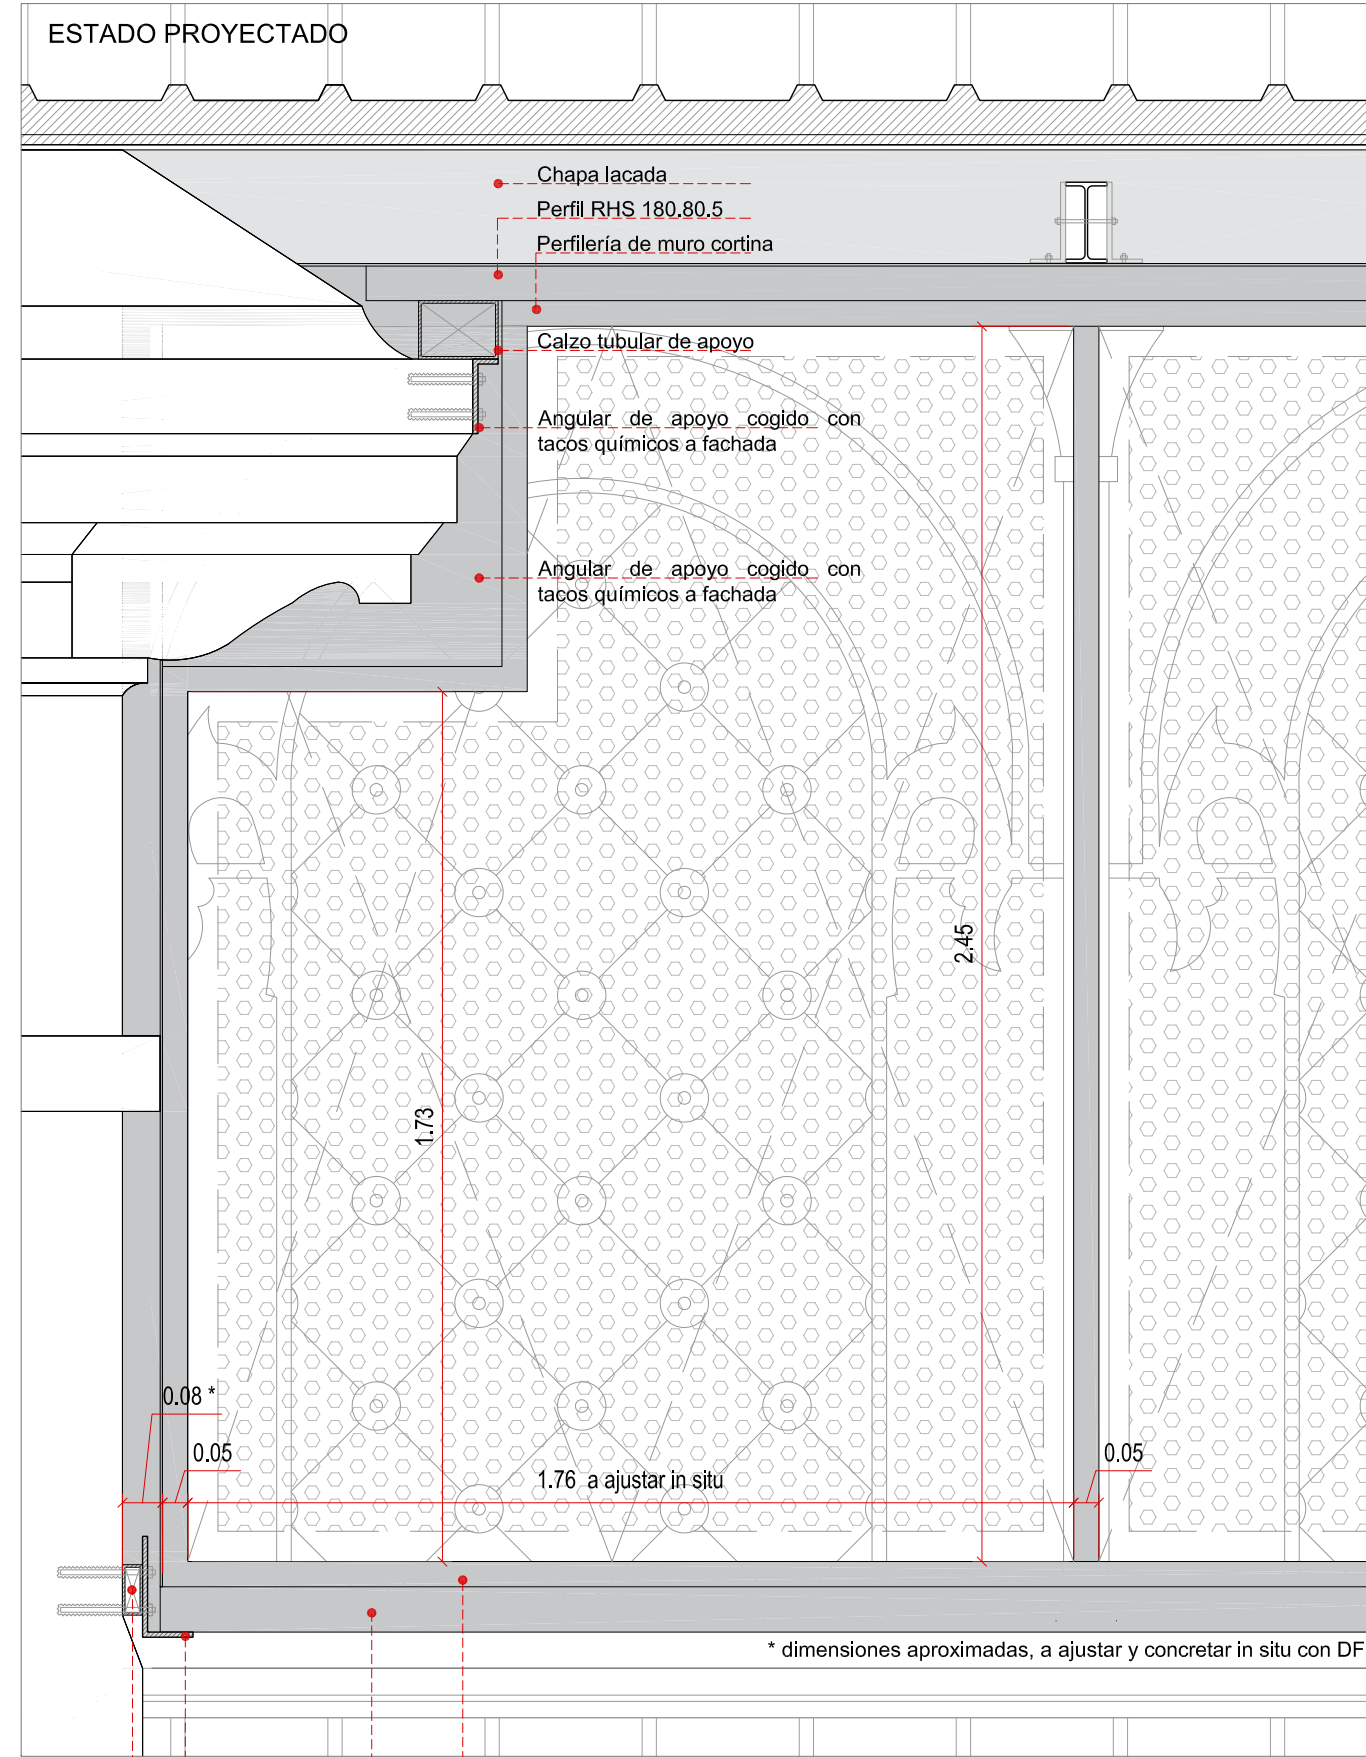 ESTADO PROYECTADO
Chapa lacada
Perfil RHS 180.80.5
Perfilería de muro cortina
Calzo tubular de apoyo
Angular de apoyo cogido con
tacos químicos a fachada
Angular de apoyo cogido con
tacos químicos a fachada
2.45
1.73
0.08 *
0.05
1.76 a ajustar in situ
0.05
* dimensiones aproximadas, a ajustar y concretar in situ con DF